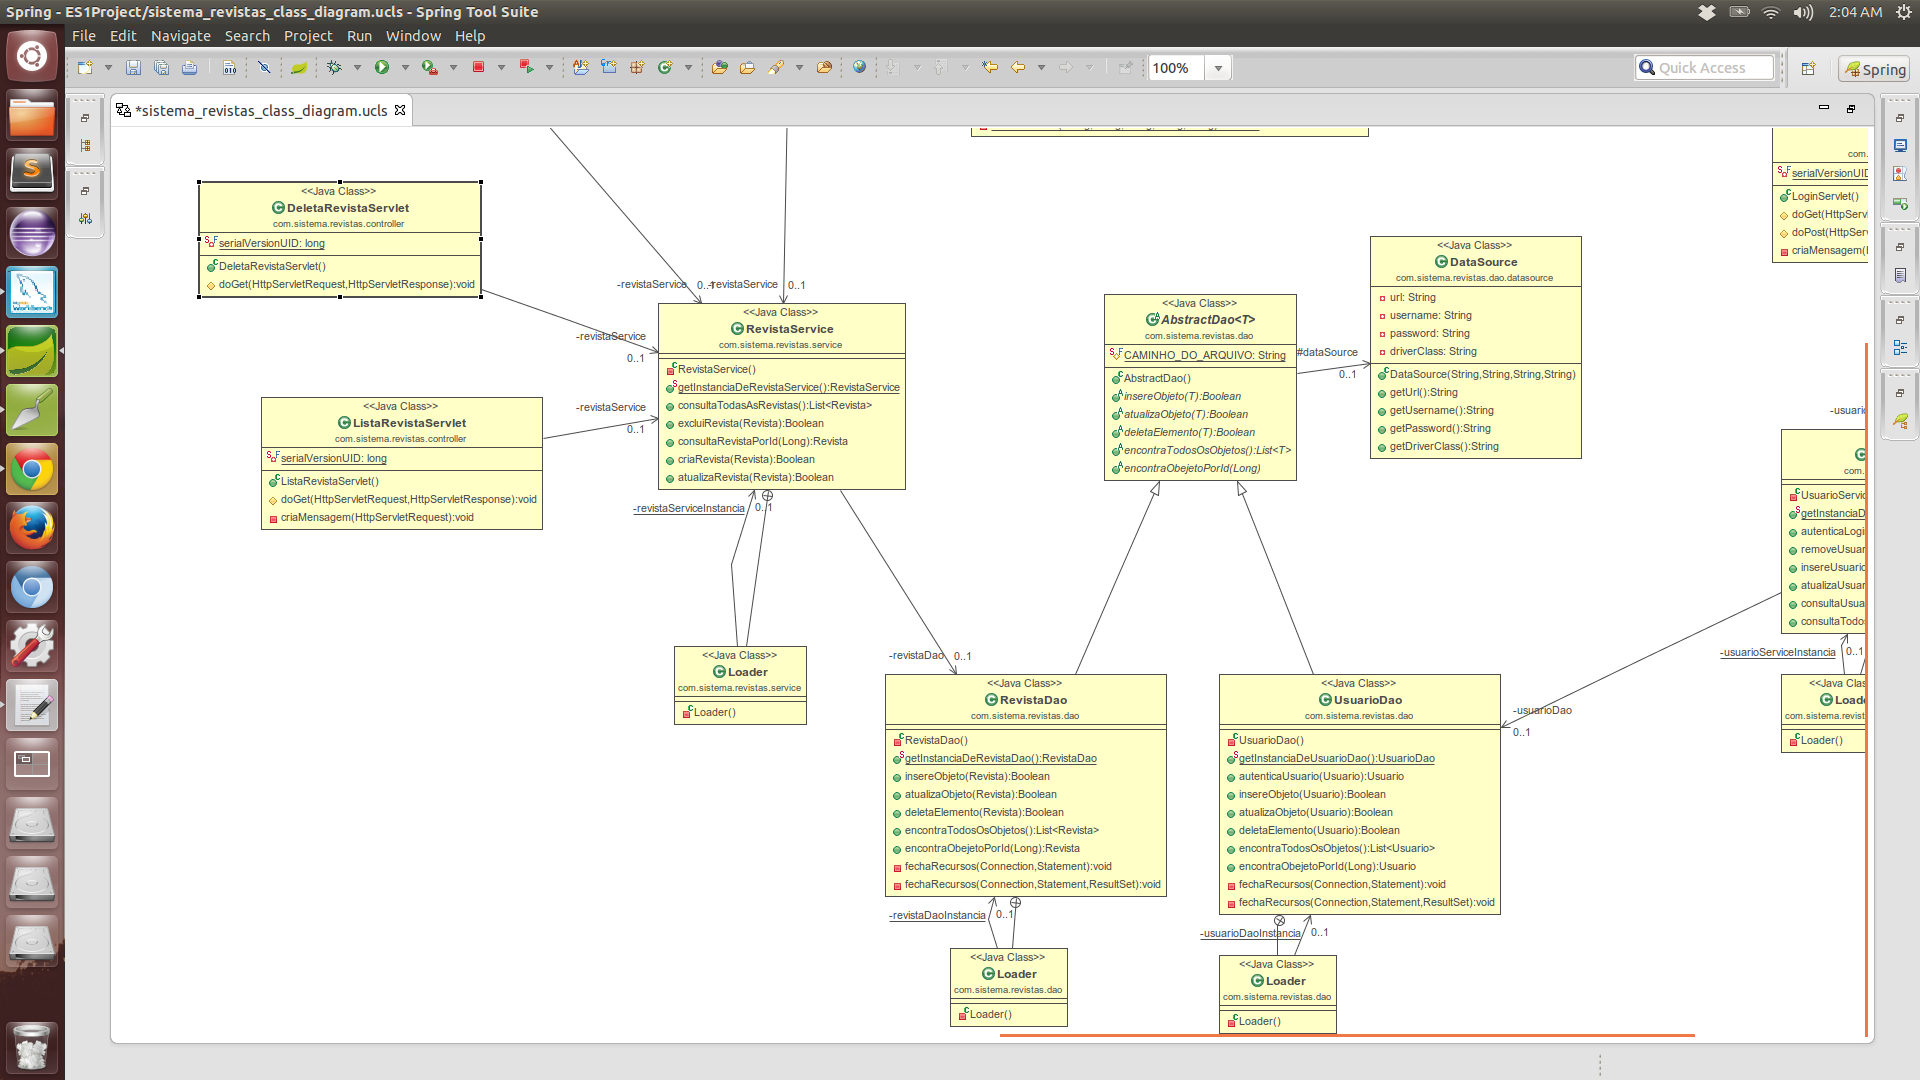 Spring - ES1Project/sistema_revistas_class_diagram.ucls - Spring Tool Suite
2:04 AM
File Edit Navigate Search Project Run Window Help
100%
Quick Access
Spring
*sistema_revistas_class_diagram.ucls
<<Java Class>>
DeletaRevistaServlet
com.sistema.revistas.controller
serialVersionUID: long
DeletaRevistaServlet()
doGet(HttpServletRequest,HttpServletResponse):void
-revistaService
0..1
<<Java Class>>
ListaRevistaServlet
com.sistema.revistas.controller
serialVersionUID: long
ListaRevistaServlet()
doGet(HttpServletRequest,HttpServletResponse):void
criaMensagem(HttpServletRequest):void
-revistaService
0..1
-revistaService
-revistaService 0..1
<<Java Class>>
RevistaService
com.sistema.revistas.service
RevistaService()
getInstanciaDeRevistaService():RevistaService
consultaTodasAsRevistas():List<Revista>
excluiRevista(Revista):Boolean
consultaRevistaPorId(Long):Revista
criaRevista(Revista):Boolean
atualizaRevista(Revista):Boolean
-revistaServiceInstancia 0..1
<<Java Class>>
Loader
com.sistema.revistas.service
Loader()
<<Java Class>>
AbstractDao<T>
com.sistema.revistas.dao
CAMINHO_DO_ARQUIVO: String
AbstractDao()
insereObjeto(T):Boolean
atualizaObjeto(T):Boolean
deletaElemento(T):Boolean
encontraTodosOsObjetos():List<T>
encontraObejetoPorId(Long)
#dataSource
0..1
<<Java Class>>
DataSource
com.sistema.revistas.dao.datasource
url: String
username: String
password: String
driverClass: String
DataSource(String,String,String,String)
getUrl():String
getUsername():String
getPassword():String
getDriverClass():String
-revistaDao 0..1
<<Java Class>>
RevistaDao
com.sistema.revistas.dao
RevistaDao()
getInstanciaDeRevistaDao():RevistaDao
insereObjeto(Revista):Boolean
atualizaObjeto(Revista):Boolean
deletaElemento(Revista):Boolean
encontraTodosOsObjetos():List<Revista>
encontraObejetoPorId(Long):Revista
fechaRecursos(Connection,Statement):void
fechaRecursos(Connection,Statement,ResultSet):void
-revistaDaoInstancia 0..1
<<Java Class>>
Loader
com.sistema.revistas.dao
Loader()
<<Java Class>>
UsuarioDao
com.sistema.revistas.dao
UsuarioDao()
getInstanciaDeUsuarioDao():UsuarioDao
autenticaUsuario(Usuario):Usuario
insereObjeto(Usuario):Boolean
atualizaObjeto(Usuario):Boolean
deletaElemento(Usuario):Boolean
encontraTodosOsObjetos():List<Usuario>
encontraObejetoPorId(Long):Usuario
fechaRecursos(Connection,Statement):void
fechaRecursos(Connection,Statement,ResultSet):void
-usuarioDaoInstancia 0..1
<<Java Class>>
Loader
com.sistema.revistas.dao
Loader()
-usuarioDao
0..1
com.
serialVersionUID
LoginServlet()
doGet(HttpServ
doPost(HttpServ
criaMensagem(
-usuario
com.
UsuarioServic
getInstanciaD
autenticaLogi
removeUsuar
insereUsuario
atualizaUsuar
consultaUsua
consultaTodo
-usuarioServiceInstancia 0..1
<<Java Clas
Loade
com.sistema.revist
Loader()